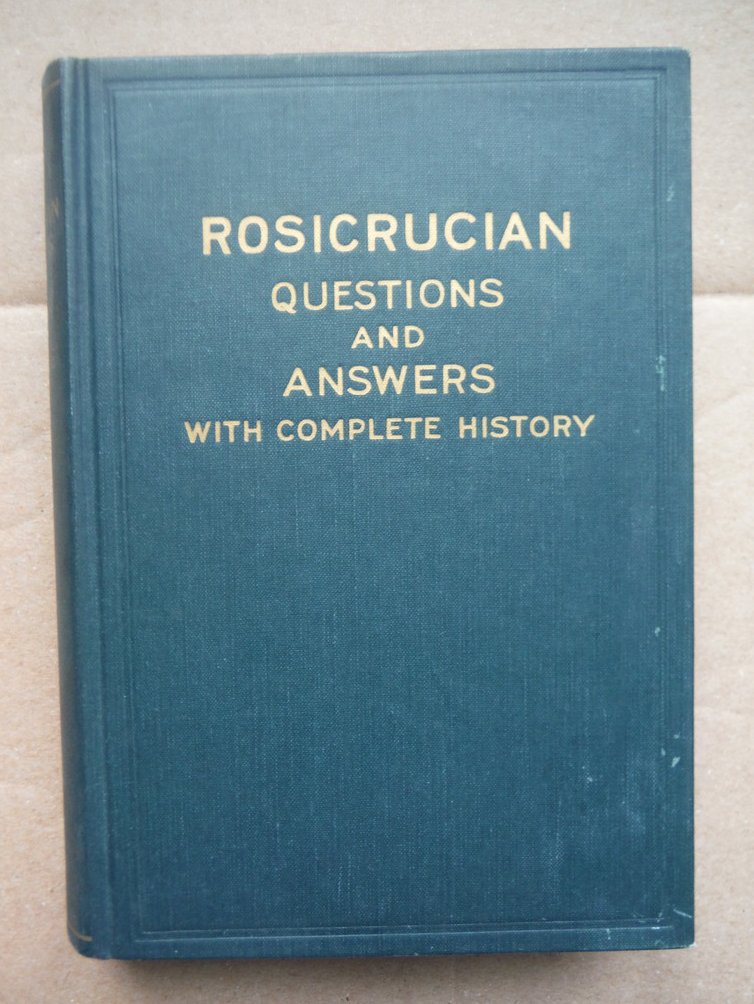 ROSICRUCIAN
QUESTIONS
AND
ANSWERS
WITH COMPLETE HISTORY